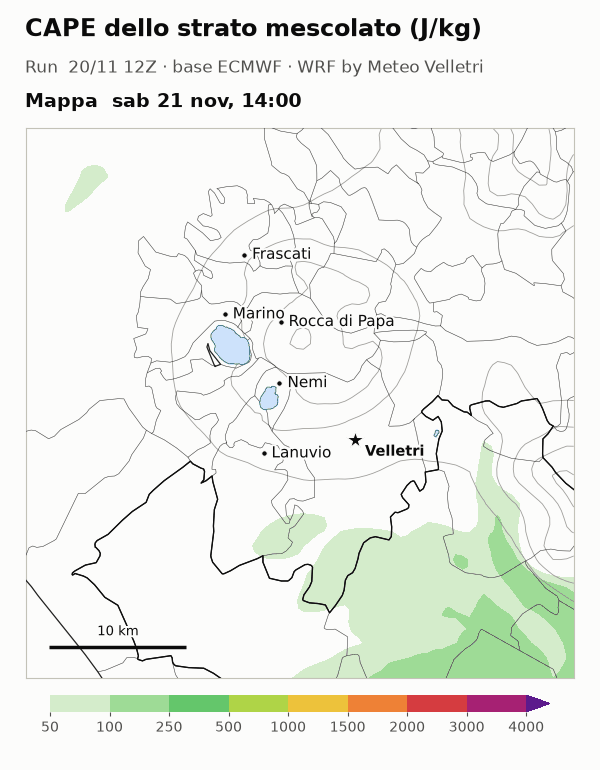 CAPE dello strato mescolato (J/kg)
Run  20/11 12Z · base ECMWF · WRF by Meteo Velletri
Mappa  sab 21 nov, 14:00
Frascati
Marino
Rocca di Papa
Nemi
Velletri
Lanuvio
10 km
50 100 250 500 1000 1500 2000 3000 4000